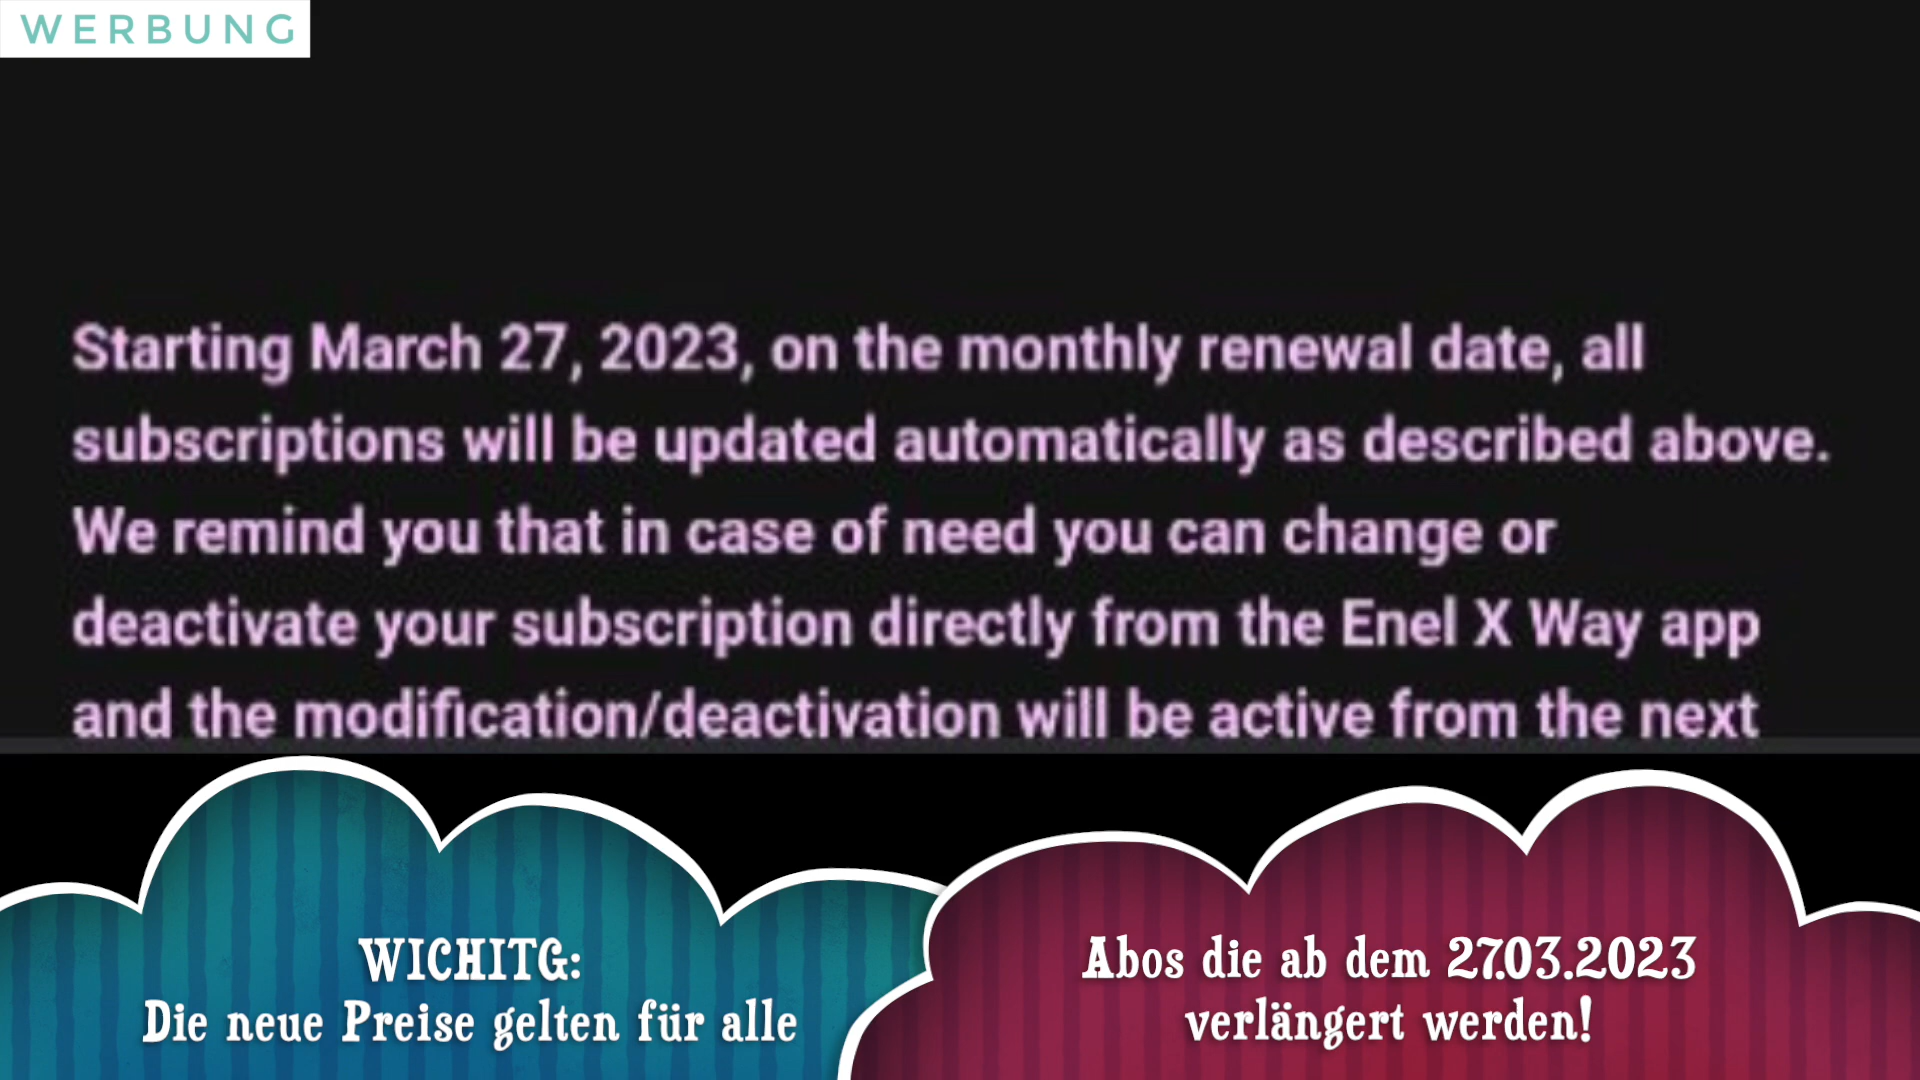 WERBUNG
Starting March 27, 2023, on the monthly renewal date, all
subscriptions will be updated automatically as described above.
We remind you that in case of need you can change or
deactivate your subscription directly from the Enel X Way app
and the modification/deactivation will be active from the next
WICHITG:
Die neue Preise gelten für alle
Abos die ab dem 27.03.2023
verlängert werden!